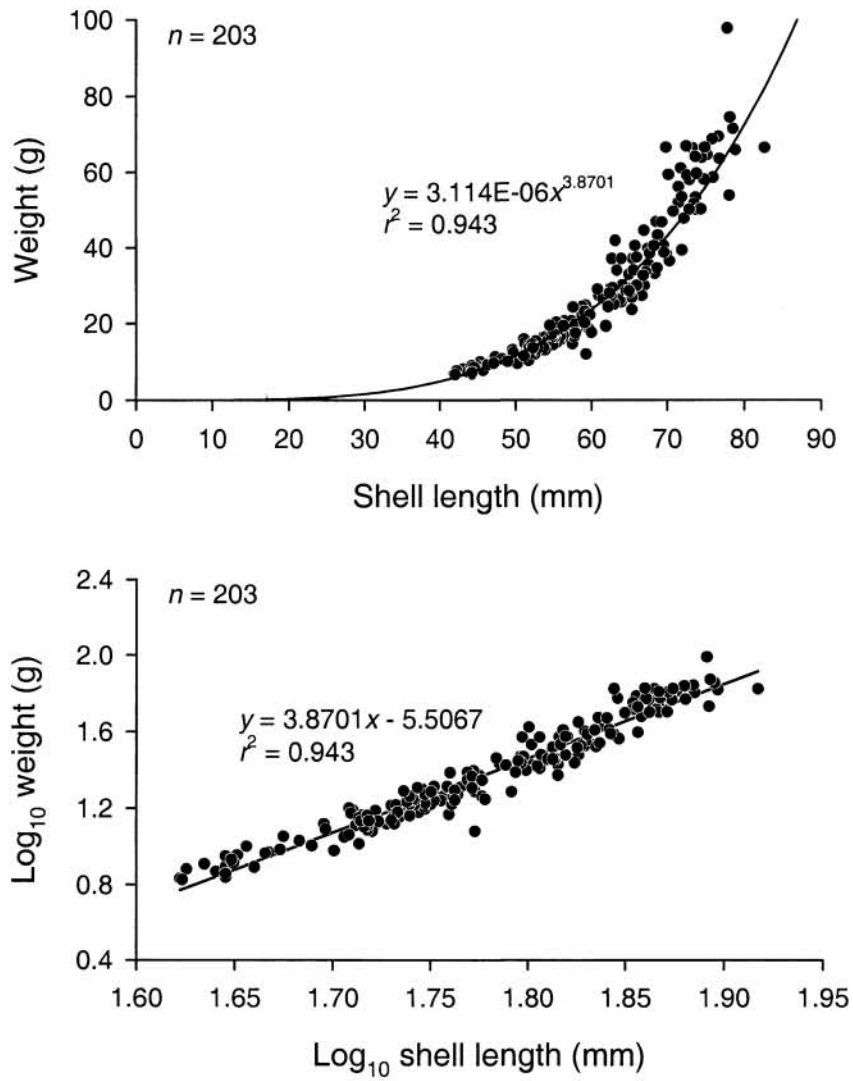 n = 203
y = 3.114E-06x^3.8701
r² = 0.943
Weight (g)
100
80
60
40
20
0
0 10 20 30 40 50 60 70 80 90
Shell length (mm)
n = 203
y = 3.8701x - 5.5067
r² = 0.943
Log₁₀ weight (g)
2.4
2.0
1.6
1.2
0.8
0.4
1.60 1.65 1.70 1.75 1.80 1.85 1.90 1.95
Log₁₀ shell length (mm)